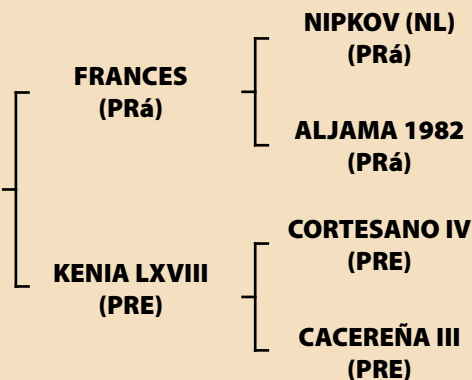 NIPKOV (NL)
(PRá)
FRANCES
(PRá)
ALJAMA 1982
(PRá)
CORTESANO IV
(PRE)
KENIA LXVIII
(PRE)
CACEREÑA III
(PRE)